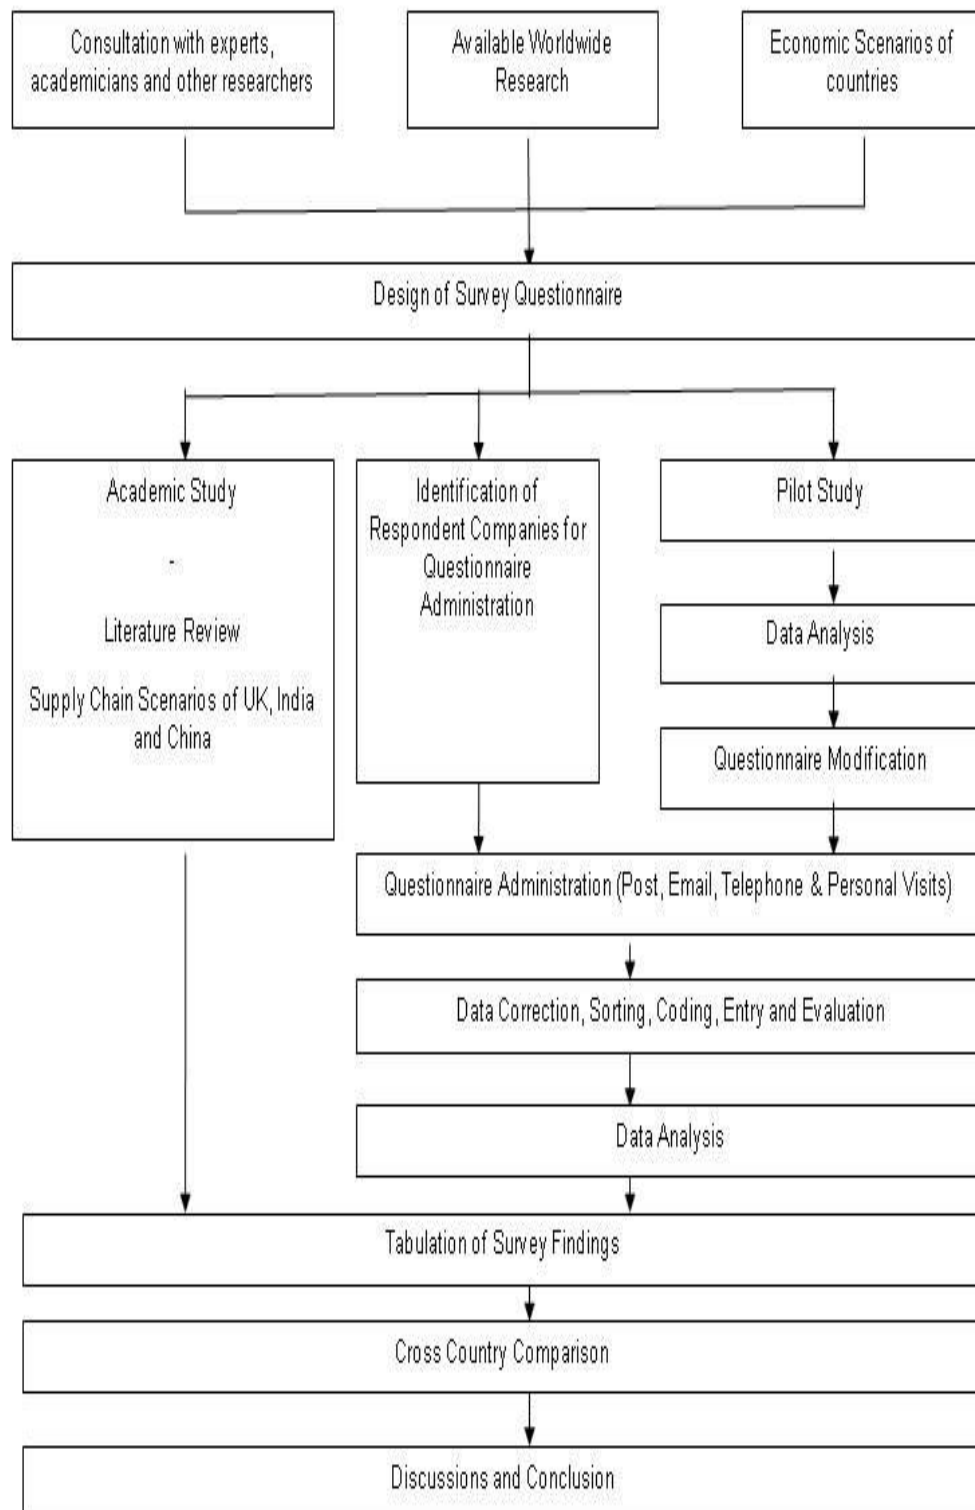 Consultation with experts,
academicians and other researchers
Available Worldwide
Research
Economic Scenarios of
countries
Design of Survey Questionnaire
Academic Study
-
Literature Review
Supply Chain Scenarios of UK, India
and China
Identification of
Respondent Companies for
Questionnaire
Administration
Pilot Study
Data Analysis
Questionnaire Modification
Questionnaire Administration (Post, Email, Telephone & Personal Visits)
Data Correction, Sorting, Coding, Entry and Evaluation
Data Analysis
Tabulation of Survey Findings
Cross Country Comparison
Discussions and Conclusion